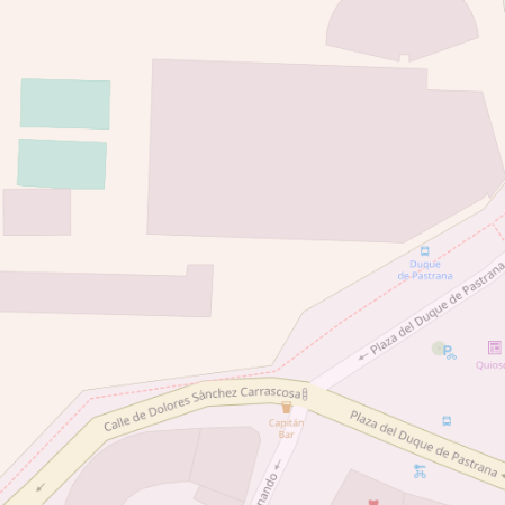 Duque
de Pastrana
Plaza del Duque de Pastrana
Calle de Dolores Sánchez Carrascosa
Capitán
Bar
Plaza del Duque de Pastrana